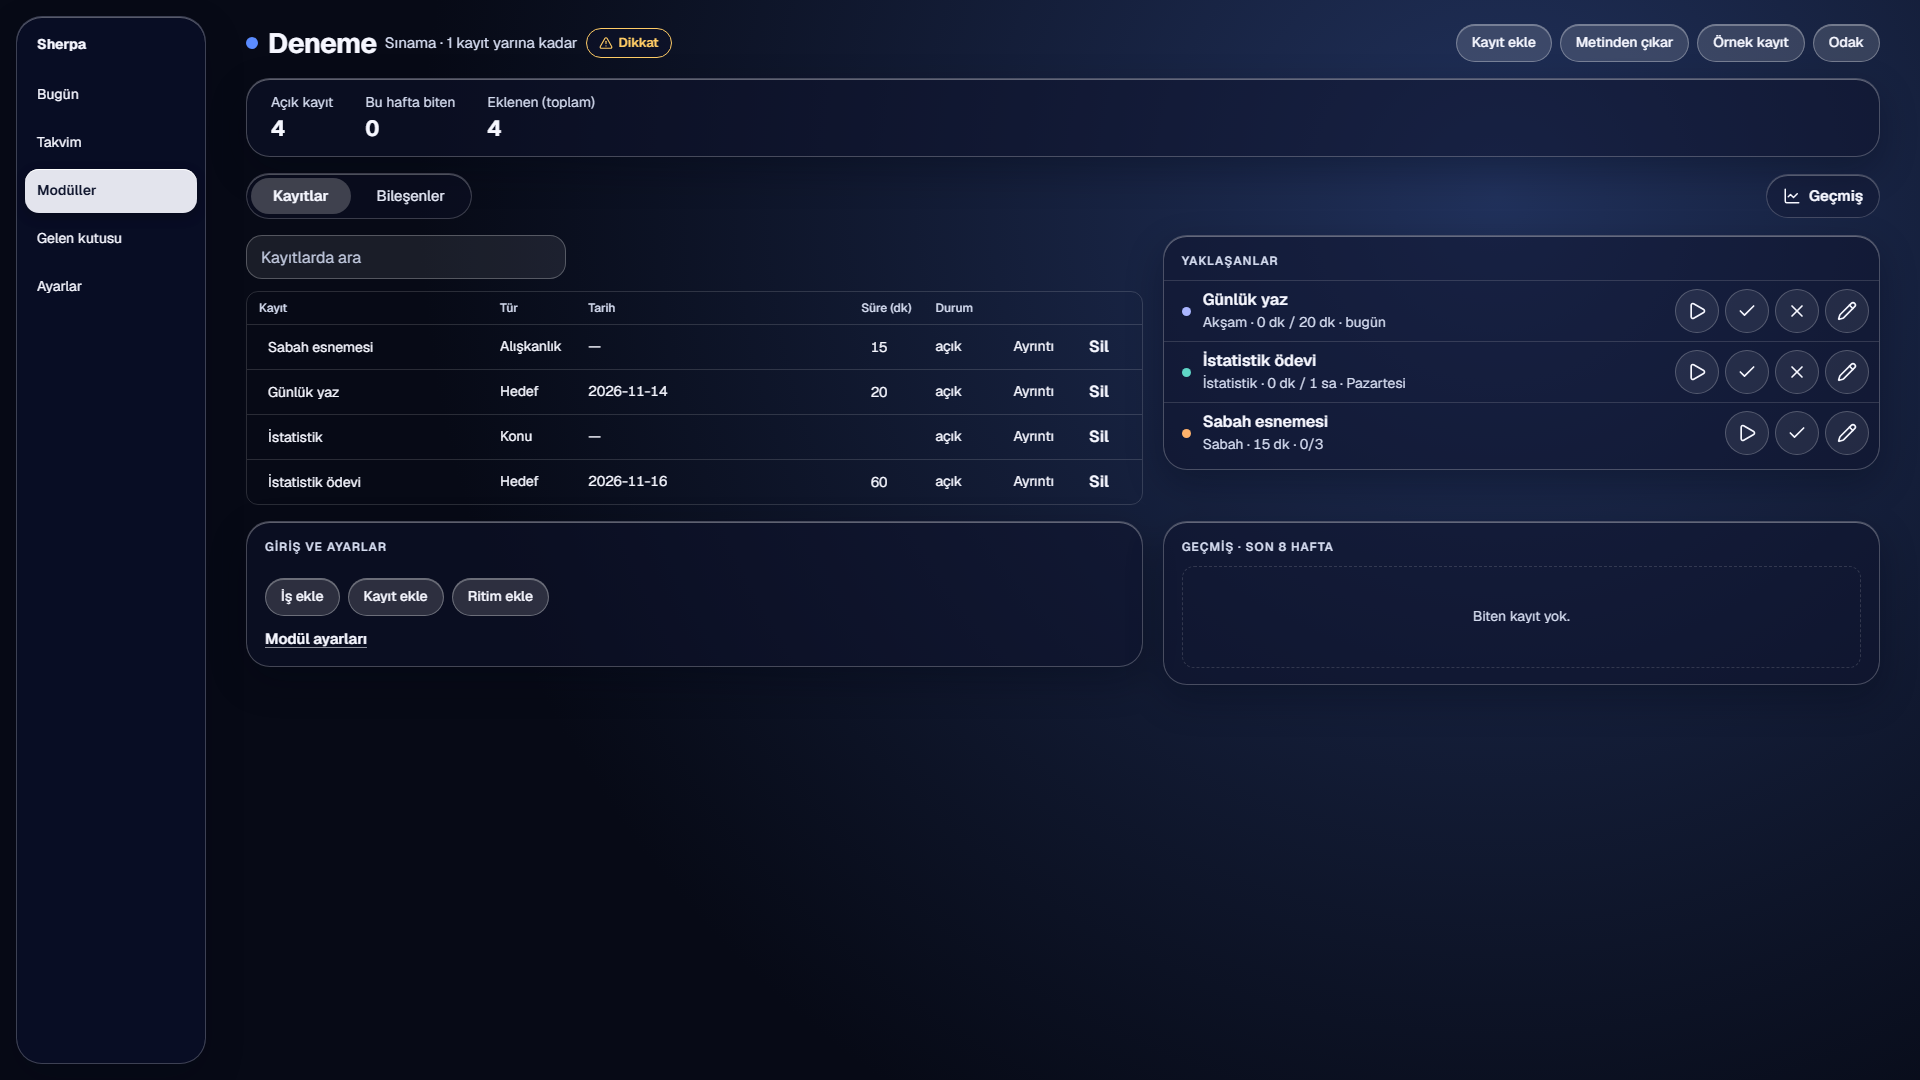 Sherpa
Bugün
Takvim
Modüller
Gelen kutusu
Ayarlar
Deneme Sınama · 1 kayıt yarına kadar Dikkat
Kayıt ekle Metinden çıkar Örnek kayıt Odak
Açık kayıt Bu hafta biten Eklenen (toplam)
4 0 4
Kayıtlar Bileşenler Geçmiş
Kayıtlarda ara
Kayıt Tür Tarih Süre (dk) Durum
Sabah esnemesi Alışkanlık — 15 açık Ayrıntı Sil
Günlük yaz Hedef 2026-11-14 20 açık Ayrıntı Sil
İstatistik Konu — açık Ayrıntı Sil
İstatistik ödevi Hedef 2026-11-16 60 açık Ayrıntı Sil
YAKLAŞANLAR
Günlük yaz
Akşam · 0 dk / 20 dk · bugün
İstatistik ödevi
İstatistik · 0 dk / 1 sa · Pazartesi
Sabah esnemesi
Sabah · 15 dk · 0/3
GİRİŞ VE AYARLAR
İş ekle Kayıt ekle Ritim ekle
Modül ayarları
GEÇMİŞ · SON 8 HAFTA
Biten kayıt yok.